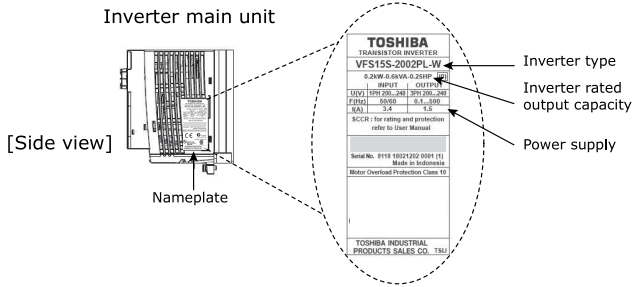 Inverter main unit
[Side view]
TOSHIBA
Nameplate
TOSHIBA
TRANSISTOR INVERTER
VFS15S-2002PL-W
0.2kW-0.6kVA-0.25HP
INPUT OUTPUT
U(V) 1PH 200...240 3PH 200...240
F(Hz) 50/60 0.1...500
I(A) 3.4 1.5
SCCR : for rating and protection
refer to User Manual
Serial No. 8118 18021202 0001 (1)
Made in Indonesia
Motor Overload Protection Class 10
TOSHIBA INDUSTRIAL
PRODUCTS SALES CO. TSIJ
Inverter type
Inverter rated
output capacity
Power supply